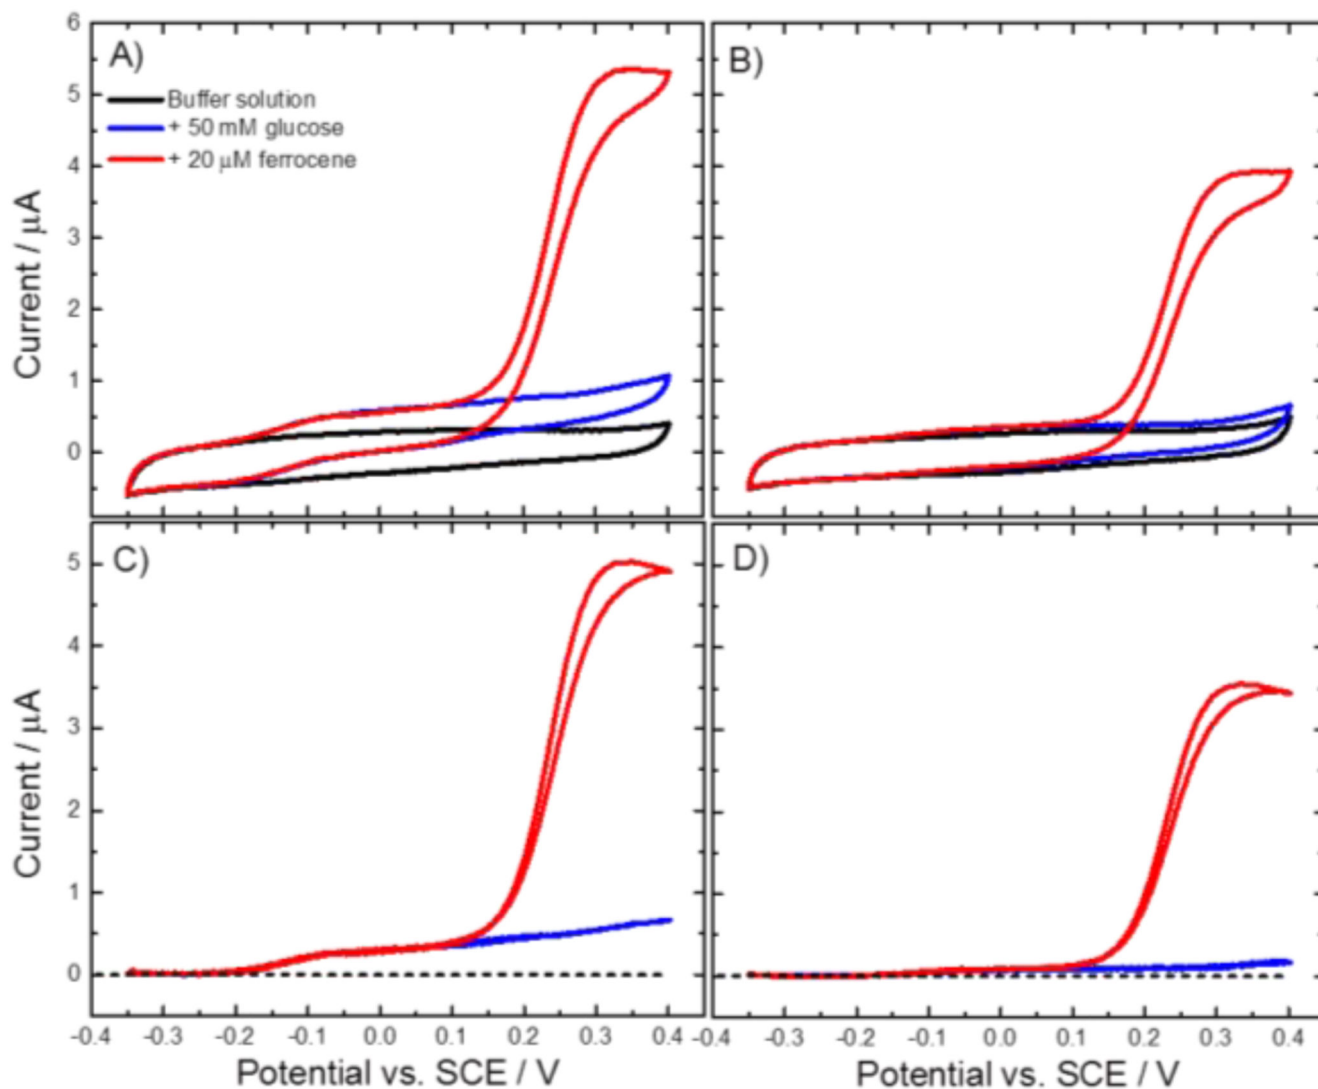 6
5
4
3
2
1
0
Current / µA
A)
Buffer solution
+ 50 mM glucose
+ 20 µM ferrocene
B)
5
4
3
2
1
0
Current / µA
C)
D)
-0.4 -0.3 -0.2 -0.1 0.0 0.1 0.2 0.3 0.4
-0.4 -0.3 -0.2 -0.1 0.0 0.1 0.2 0.3 0.4
Potential vs. SCE / V
Potential vs. SCE / V